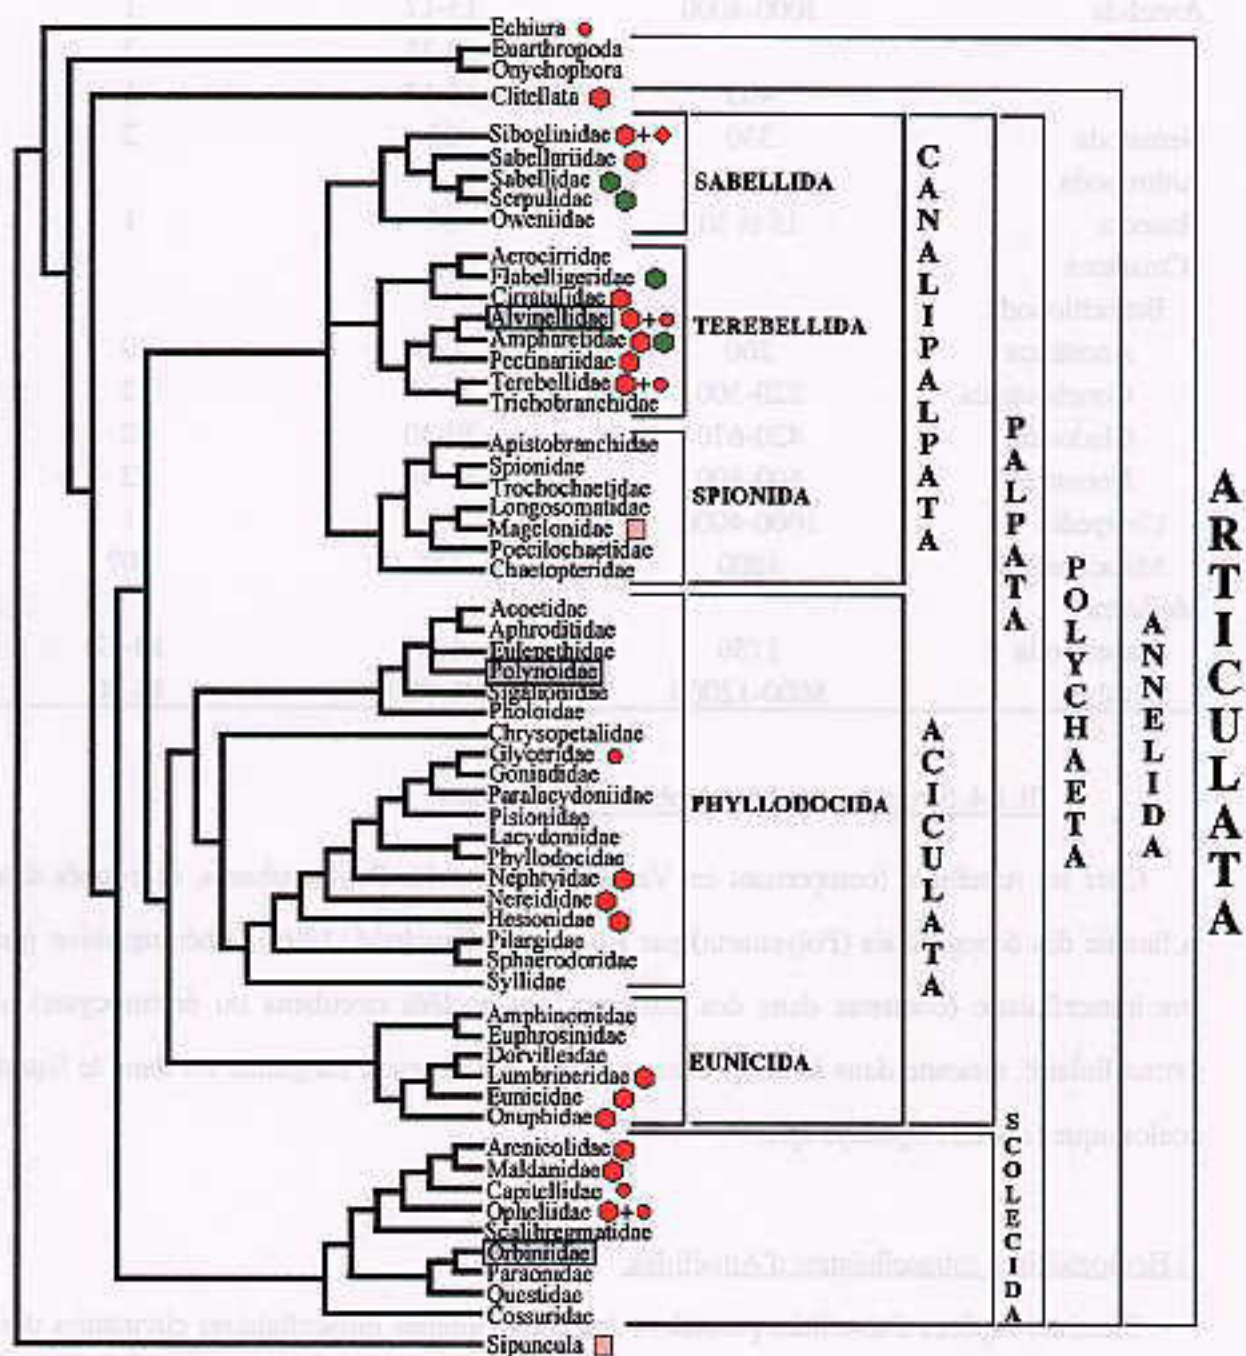 Echiura
Euarthropoda
Onychophora
Clitellata
Siboglinidae +
Sabellariidae
Sabellidae
Serpulidae
Oweniidae
SABELLIDA
Acrocirridae
Flabelligeridae
Cirratulidae
Alvinellidae +
Ampharetidae
Pectinariidae
Terebellidae +
Trichobranchidae
TEREBELLIDA
Apistobranchidae
Spionidae
Trochochaetidae
Longosomatidae
Magelonidae
Poecilochaetidae
Chaetopteridae
SPIONIDA
CANALIPALPATA
Acoetidae
Aphroditidae
Eulepethidae
Polynoidae
Sigalionidae
Pholoidae
Chrysopetalidae
Glyceridae
Goniadidae
Paralacydoniidae
Pisionidae
Lacydoniidae
Phyllodocidae
Nephtyidae
Nereididae
Hesionidae
Pilargidae
Sphaerodoridae
Syllidae
PHYLLODOCIDA
Amphinomidae
Euphrosinidae
Dorvilleidae
Lumbrineridae
Eunicidae
Onuphidae
EUNICIDA
ACICULATA
PALPATA
Arenicolidae
Maldanidae
Capitellidae
Opheliidae +
Scalibregmatidae
Orbiniidae
Paraonidae
Questidae
Cossuridae
SCOLECIDA
POLYCHAETA
ANNELIDA
ARTICULATA
Sipuncula